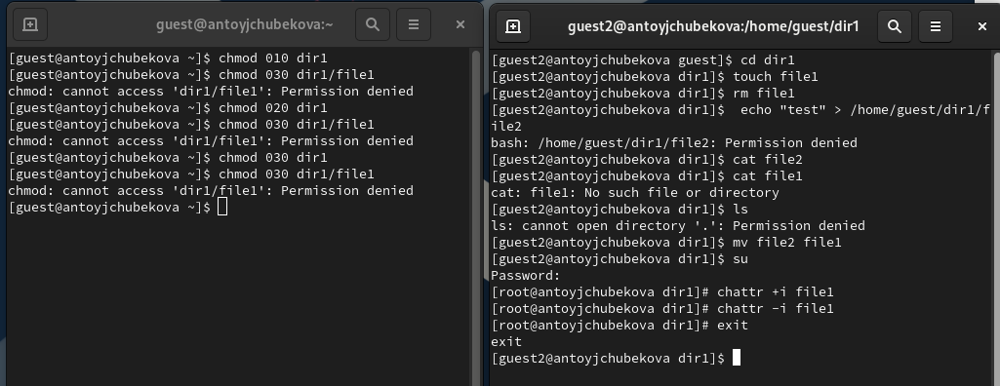 guest@antoyjchubekova:~
[guest@antoyjchubekova ~]$ chmod 010 dir1
[guest@antoyjchubekova ~]$ chmod 030 dir1/file1
chmod: cannot access 'dir1/file1': Permission denied
[guest@antoyjchubekova ~]$ chmod 020 dir1
[guest@antoyjchubekova ~]$ chmod 030 dir1/file1
chmod: cannot access 'dir1/file1': Permission denied
[guest@antoyjchubekova ~]$ chmod 030 dir1
[guest@antoyjchubekova ~]$ chmod 030 dir1/file1
chmod: cannot access 'dir1/file1': Permission denied
[guest@antoyjchubekova ~]$
guest2@antoyjchubekova:/home/guest/dir1
[guest2@antoyjchubekova guest]$ cd dir1
[guest2@antoyjchubekova dir1]$ touch file1
[guest2@antoyjchubekova dir1]$ rm file1
[guest2@antoyjchubekova dir1]$  echo "test" > /home/guest/dir1/f
ile2
bash: /home/guest/dir1/file2: Permission denied
[guest2@antoyjchubekova dir1]$ cat file2
[guest2@antoyjchubekova dir1]$ cat file1
cat: file1: No such file or directory
[guest2@antoyjchubekova dir1]$ ls
ls: cannot open directory '.': Permission denied
[guest2@antoyjchubekova dir1]$ mv file2 file1
[guest2@antoyjchubekova dir1]$ su
Password:
[root@antoyjchubekova dir1]# chattr +i file1
[root@antoyjchubekova dir1]# chattr -i file1
[root@antoyjchubekova dir1]# exit
exit
[guest2@antoyjchubekova dir1]$